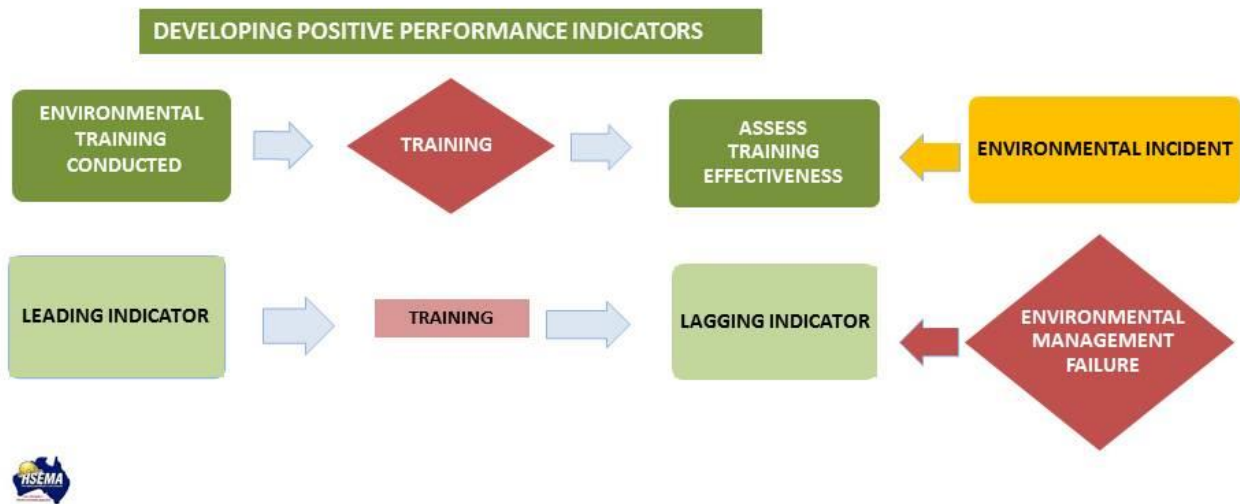 DEVELOPING POSITIVE PERFORMANCE INDICATORS
ENVIRONMENTAL
TRAINING
CONDUCTED
TRAINING
ASSESS
TRAINING
EFFECTIVENESS
ENVIRONMENTAL INCIDENT
LEADING INDICATOR
TRAINING
LAGGING INDICATOR
ENVIRONMENTAL
MANAGEMENT
FAILURE
HSEMA